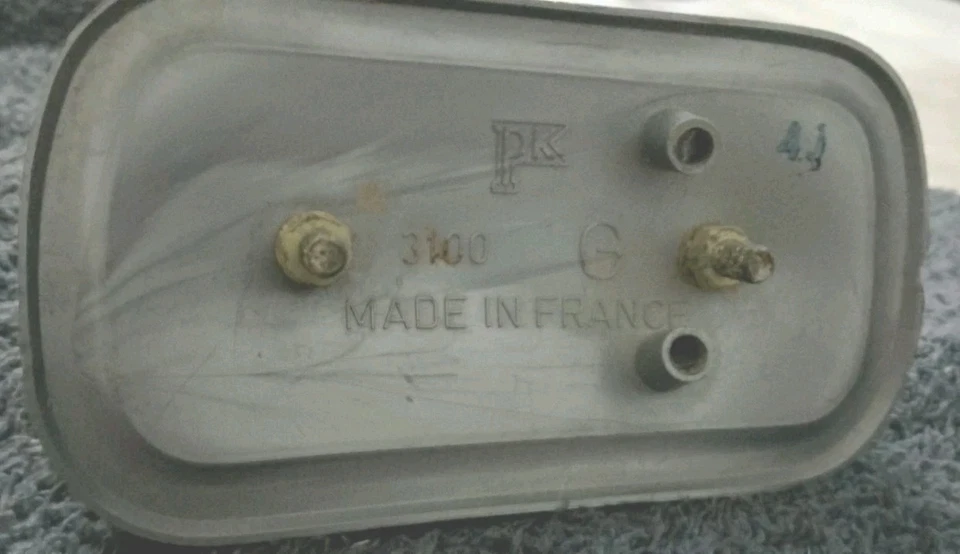 PK
4J
3100 G
MADE IN FRANCE